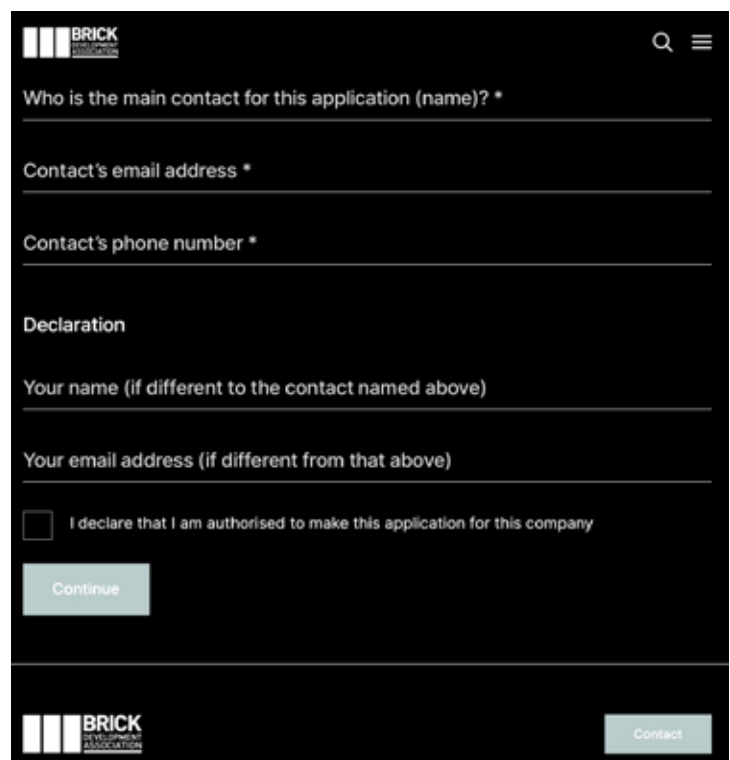 BRICK
DEVELOPMENT
ASSOCIATION
Who is the main contact for this application (name)? *
Contact's email address *
Contact's phone number *
Declaration
Your name (if different to the contact named above)
Your email address (if different from that above)
I declare that I am authorised to make this application for this company
Continue
BRICK
DEVELOPMENT
ASSOCIATION
Contact